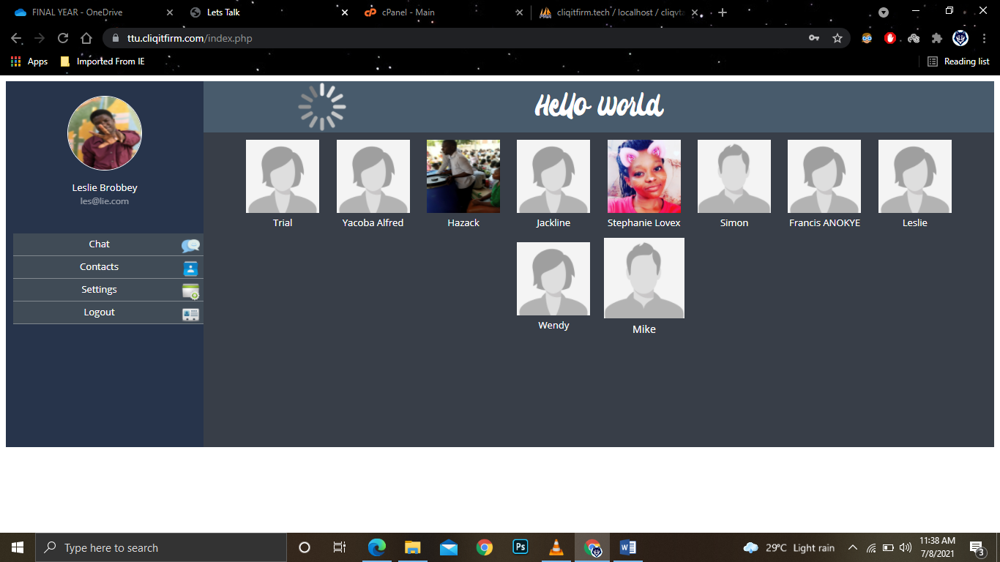 FINAL YEAR - OneDrive
Lets Talk
cPanel - Main
cliqitfirm.tech / localhost / cliqvta
ttu.cliqitfirm.com/index.php
Apps
Imported From IE
Reading list
Hello World
Leslie Brobbey
les@lie.com
Chat
Contacts
Settings
Logout
Trial
Yacoba Alfred
Hazack
Jackline
Stephanie Lovex
Simon
Francis ANOKYE
Leslie
Wendy
Mike
Type here to search
Ps
29°C Light rain
11:38 AM
7/8/2021
3